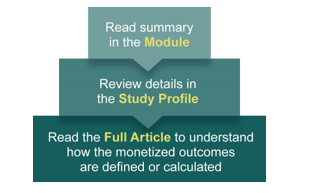 Read summary
in the Module
Review details in
the Study Profile
Read the Full Article to understand
how the monetized outcomes
are defined or calculated